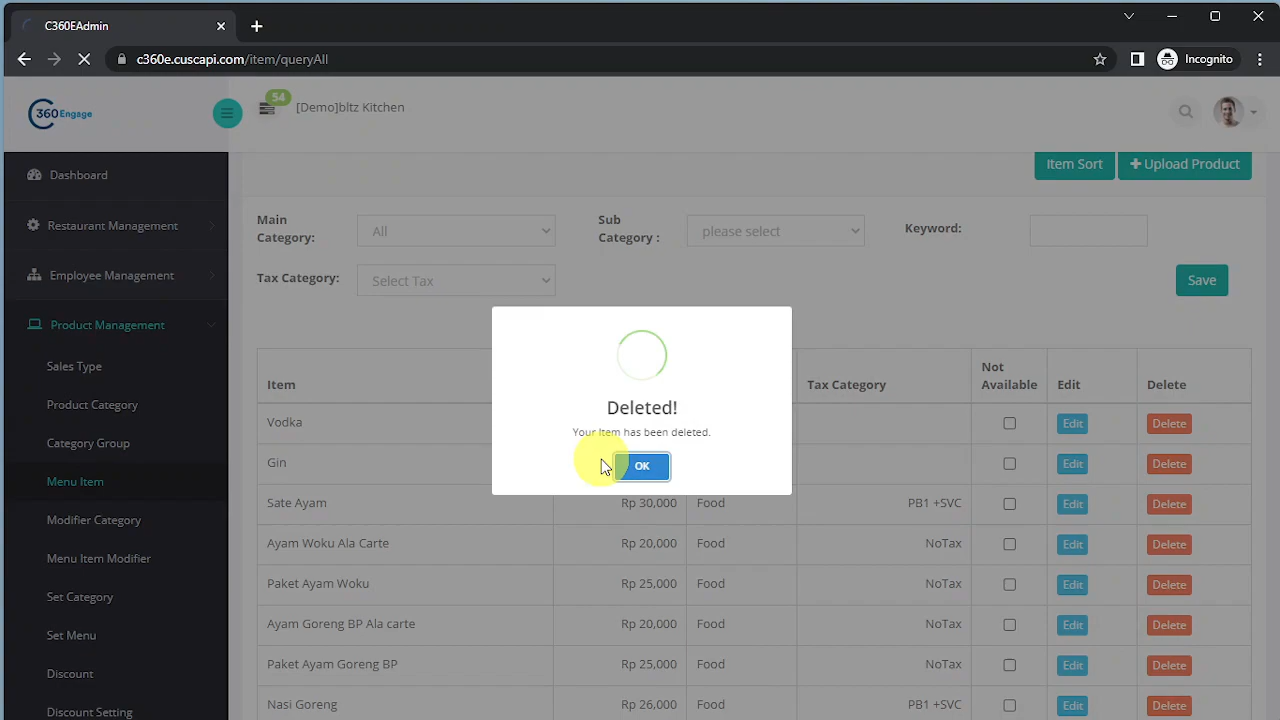 C360EAdmin
c360e.cuscapi.com/item/queryAll
Incognito
360 Engage
54
[Demo]bltz Kitchen
Dashboard
Restaurant Management
Employee Management
Product Management
Sales Type
Product Category
Category Group
Menu Item
Modifier Category
Menu Item Modifier
Set Category
Set Menu
Discount
Discount Setting
Item Sort
Upload Product
Main Category:
All
Sub Category :
please select
Keyword:
Tax Category:
Select Tax
Save
Item
Tax Category
Not Available
Edit
Delete
Vodka
Edit
Delete
Gin
Edit
Delete
Sate Ayam
Rp 30,000
Food
PB1 +SVC
Edit
Delete
Ayam Woku Ala Carte
Rp 20,000
Food
NoTax
Edit
Delete
Paket Ayam Woku
Rp 25,000
Food
NoTax
Edit
Delete
Ayam Goreng BP Ala carte
Rp 20,000
Food
NoTax
Edit
Delete
Paket Ayam Goreng BP
Rp 25,000
Food
NoTax
Edit
Delete
Nasi Goreng
Rp 26,000
Food
PB1 +SVC
Edit
Delete
Deleted!
Your Item has been deleted.
OK